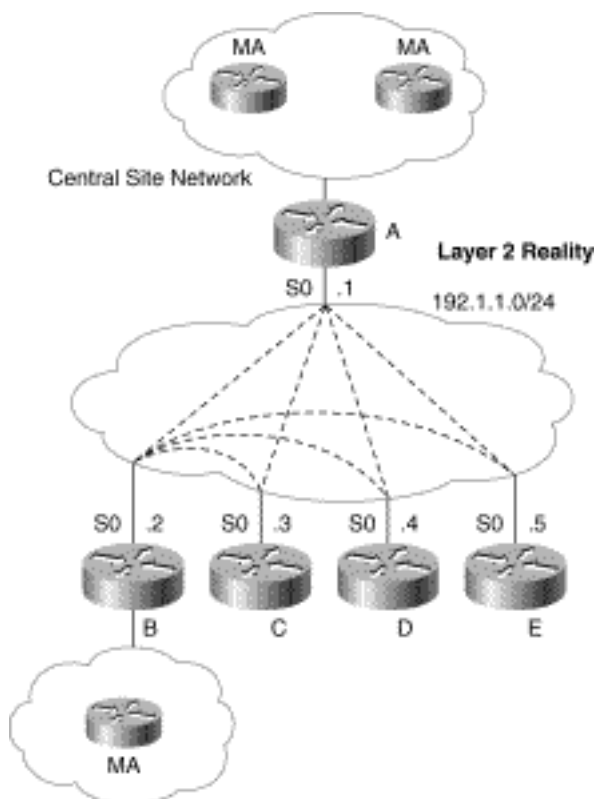 MA MA
Central Site Network
A
Layer 2 Reality
S0 .1
192.1.1.0/24
S0 .2 S0 .3 S0 .4 S0 .5
B C D E
MA